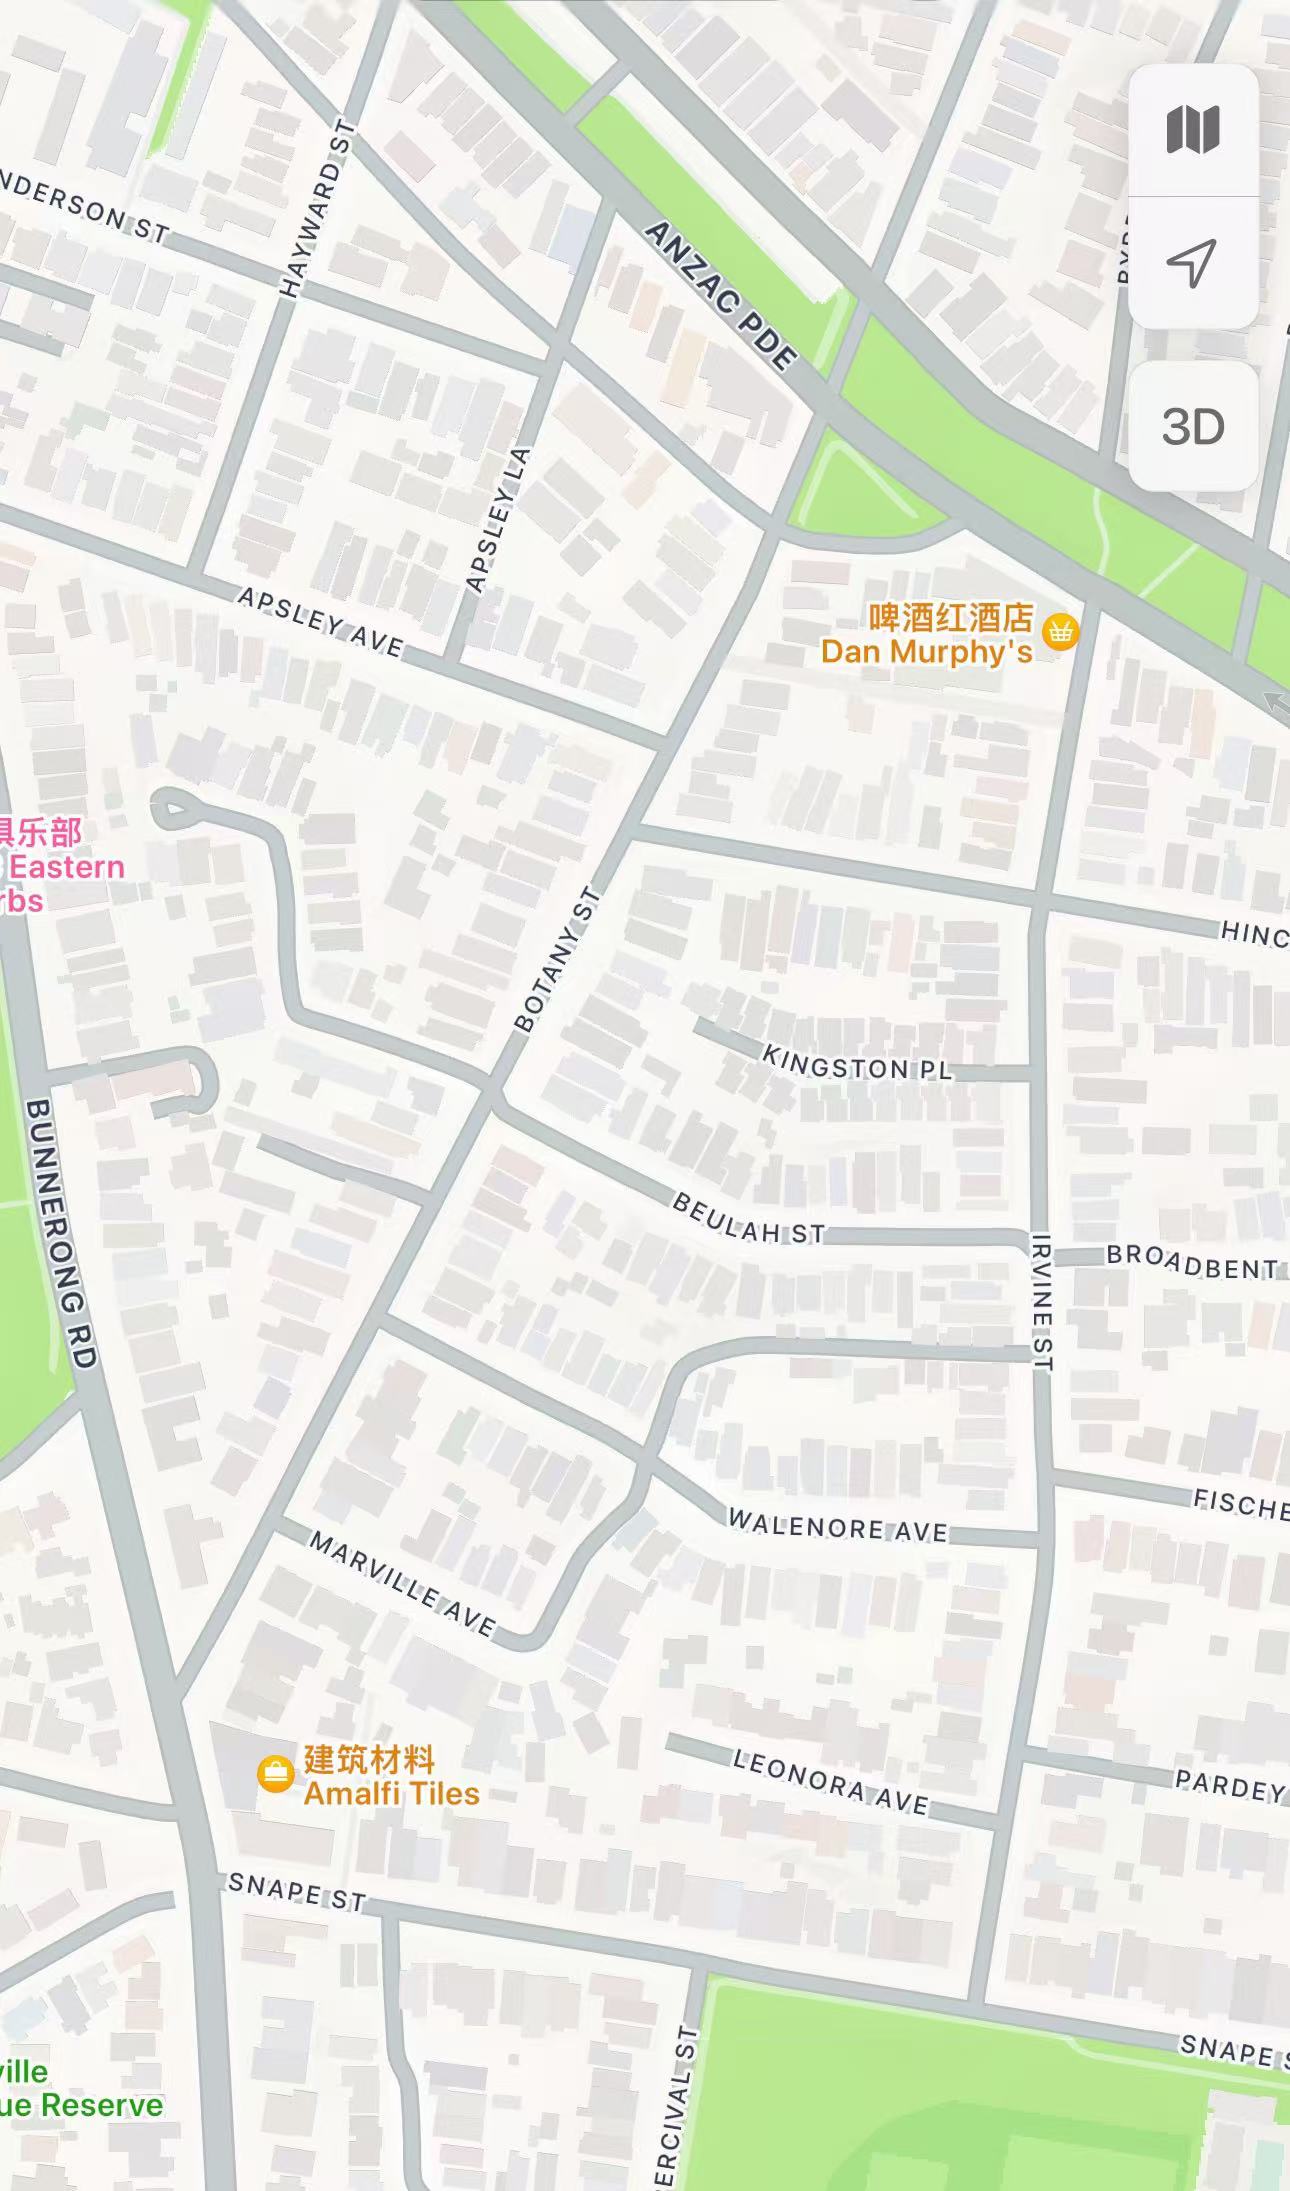 NDERSON ST
HAYWARD ST
ANZAC PDE
3D
APSLEY LA
APSLEY AVE
啤酒红酒店
Dan Murphy's
俱乐部
Eastern
rbs
BOTANY ST
HINC
KINGSTON PL
BUNNERONG RD
BEULAH ST
IRVINE ST
BROADBENT
WALENORE AVE
FISCHE
MARVILLE AVE
建筑材料
Amalfi Tiles
LEONORA AVE
PARDEY
SNAPE ST
SNAPE S
ERCIVAL ST
ville
ue Reserve